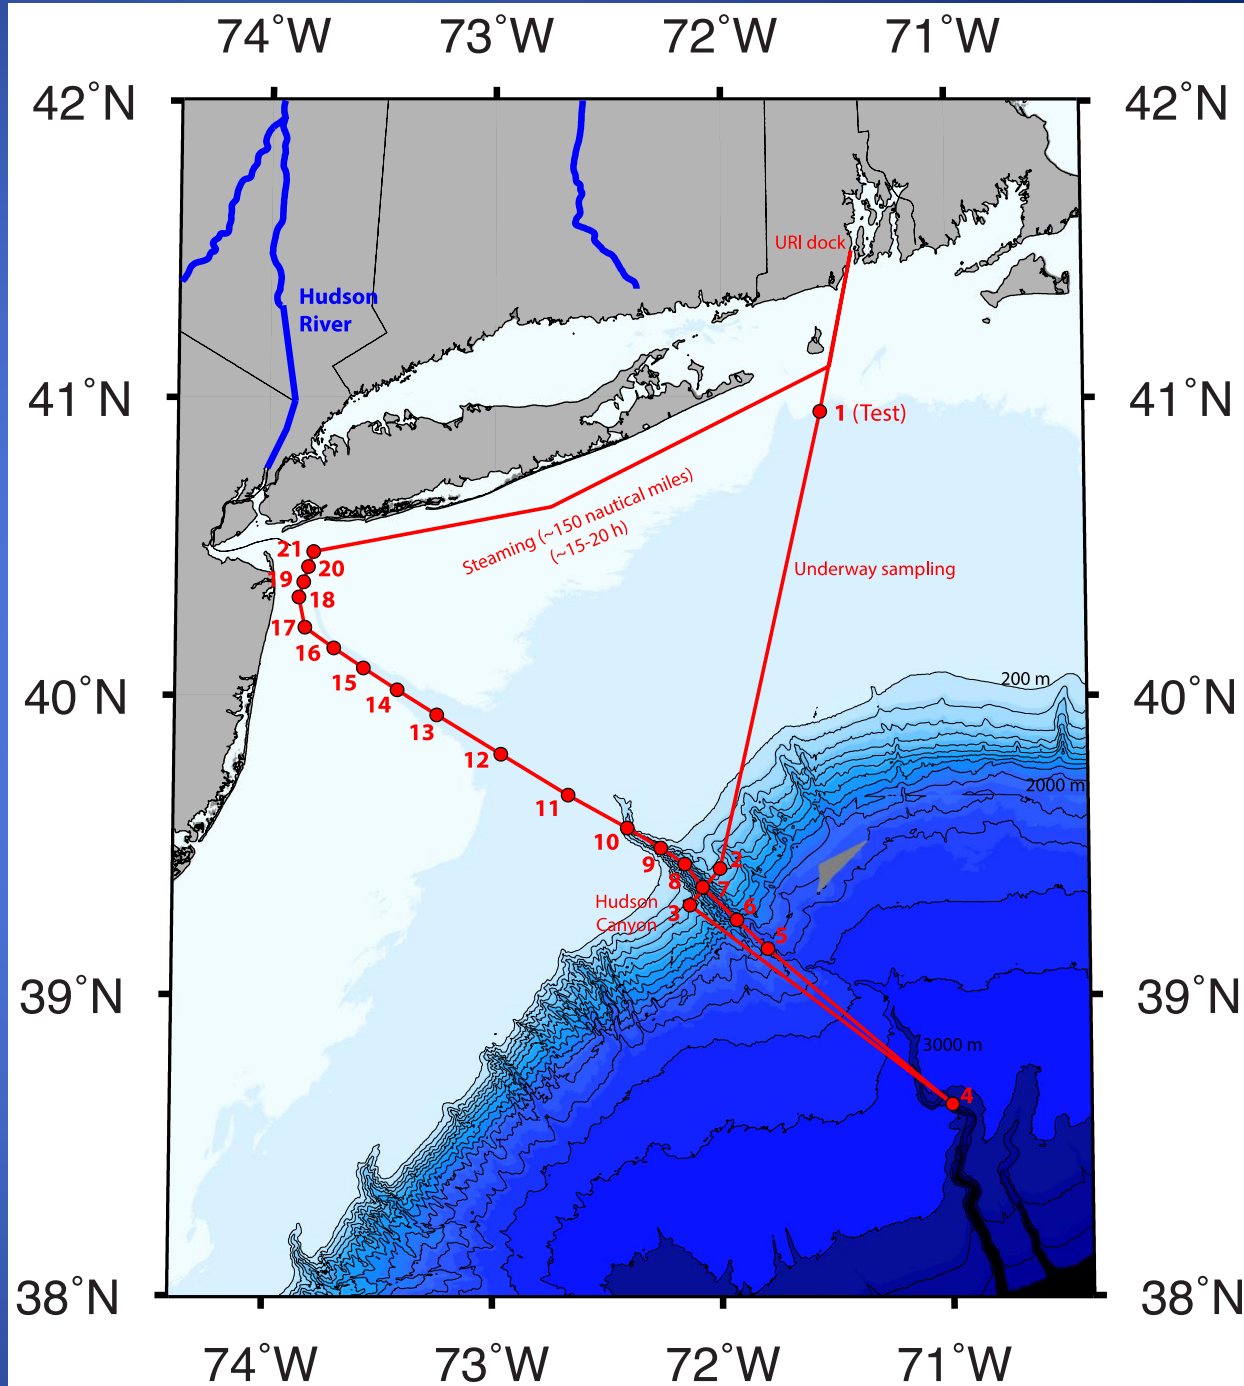 74°W 73°W 72°W 71°W
42°N 42°N
URI dock
Hudson
River
41°N 41°N
1 (Test)
Steaming (~150 nautical miles)
(~15-20 h)
21
20
Underway sampling
19
18
17
16
15
200 m
40°N 40°N
14
13
12
2000 m
11
10
9
2
8
7
Hudson
3
6
Canyon
5
39°N 39°N
3000 m
4
38°N 38°N
74°W 73°W 72°W 71°W